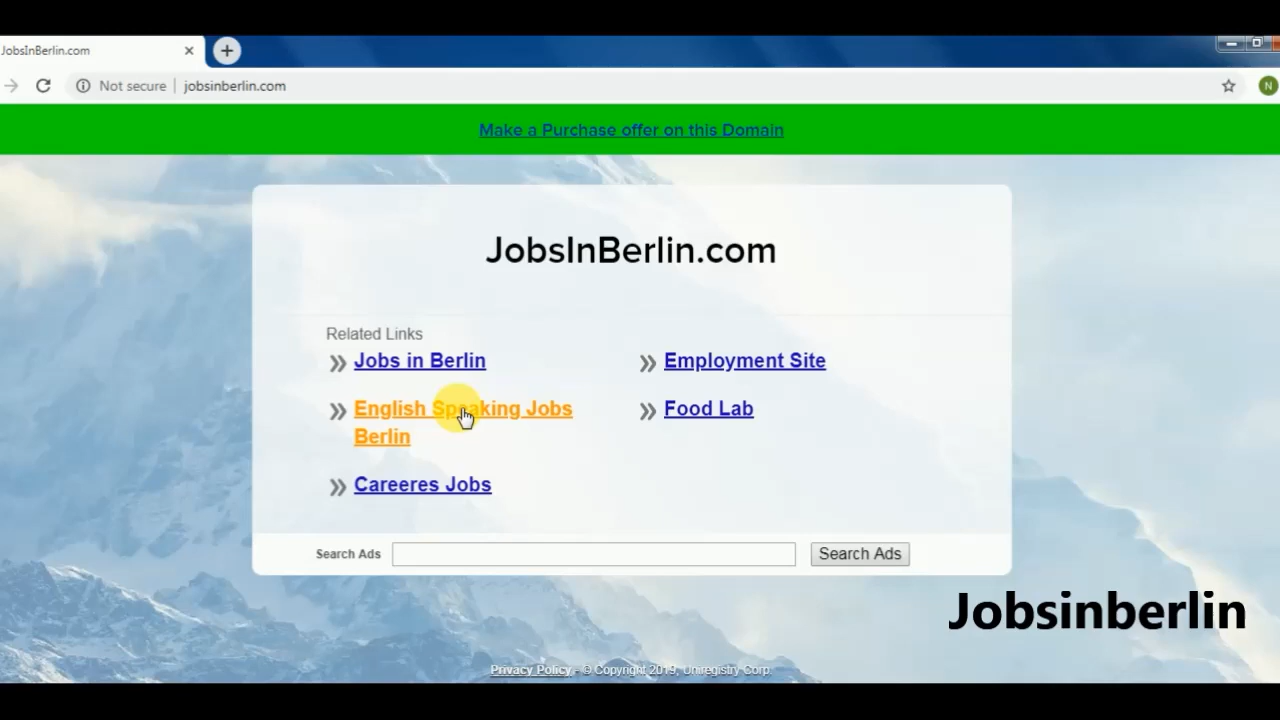 JobsInBerlin.com
Not secure
jobsinberlin.com
N
Make a Purchase offer on this Domain
JobsInBerlin.com
Related Links
Jobs in Berlin
Employment Site
English Speaking Jobs
Berlin
Food Lab
Careeres Jobs
Search Ads
Search Ads
Jobsinberlin
Privacy Policy - © Copyright 2019, Uniregistry Corp.